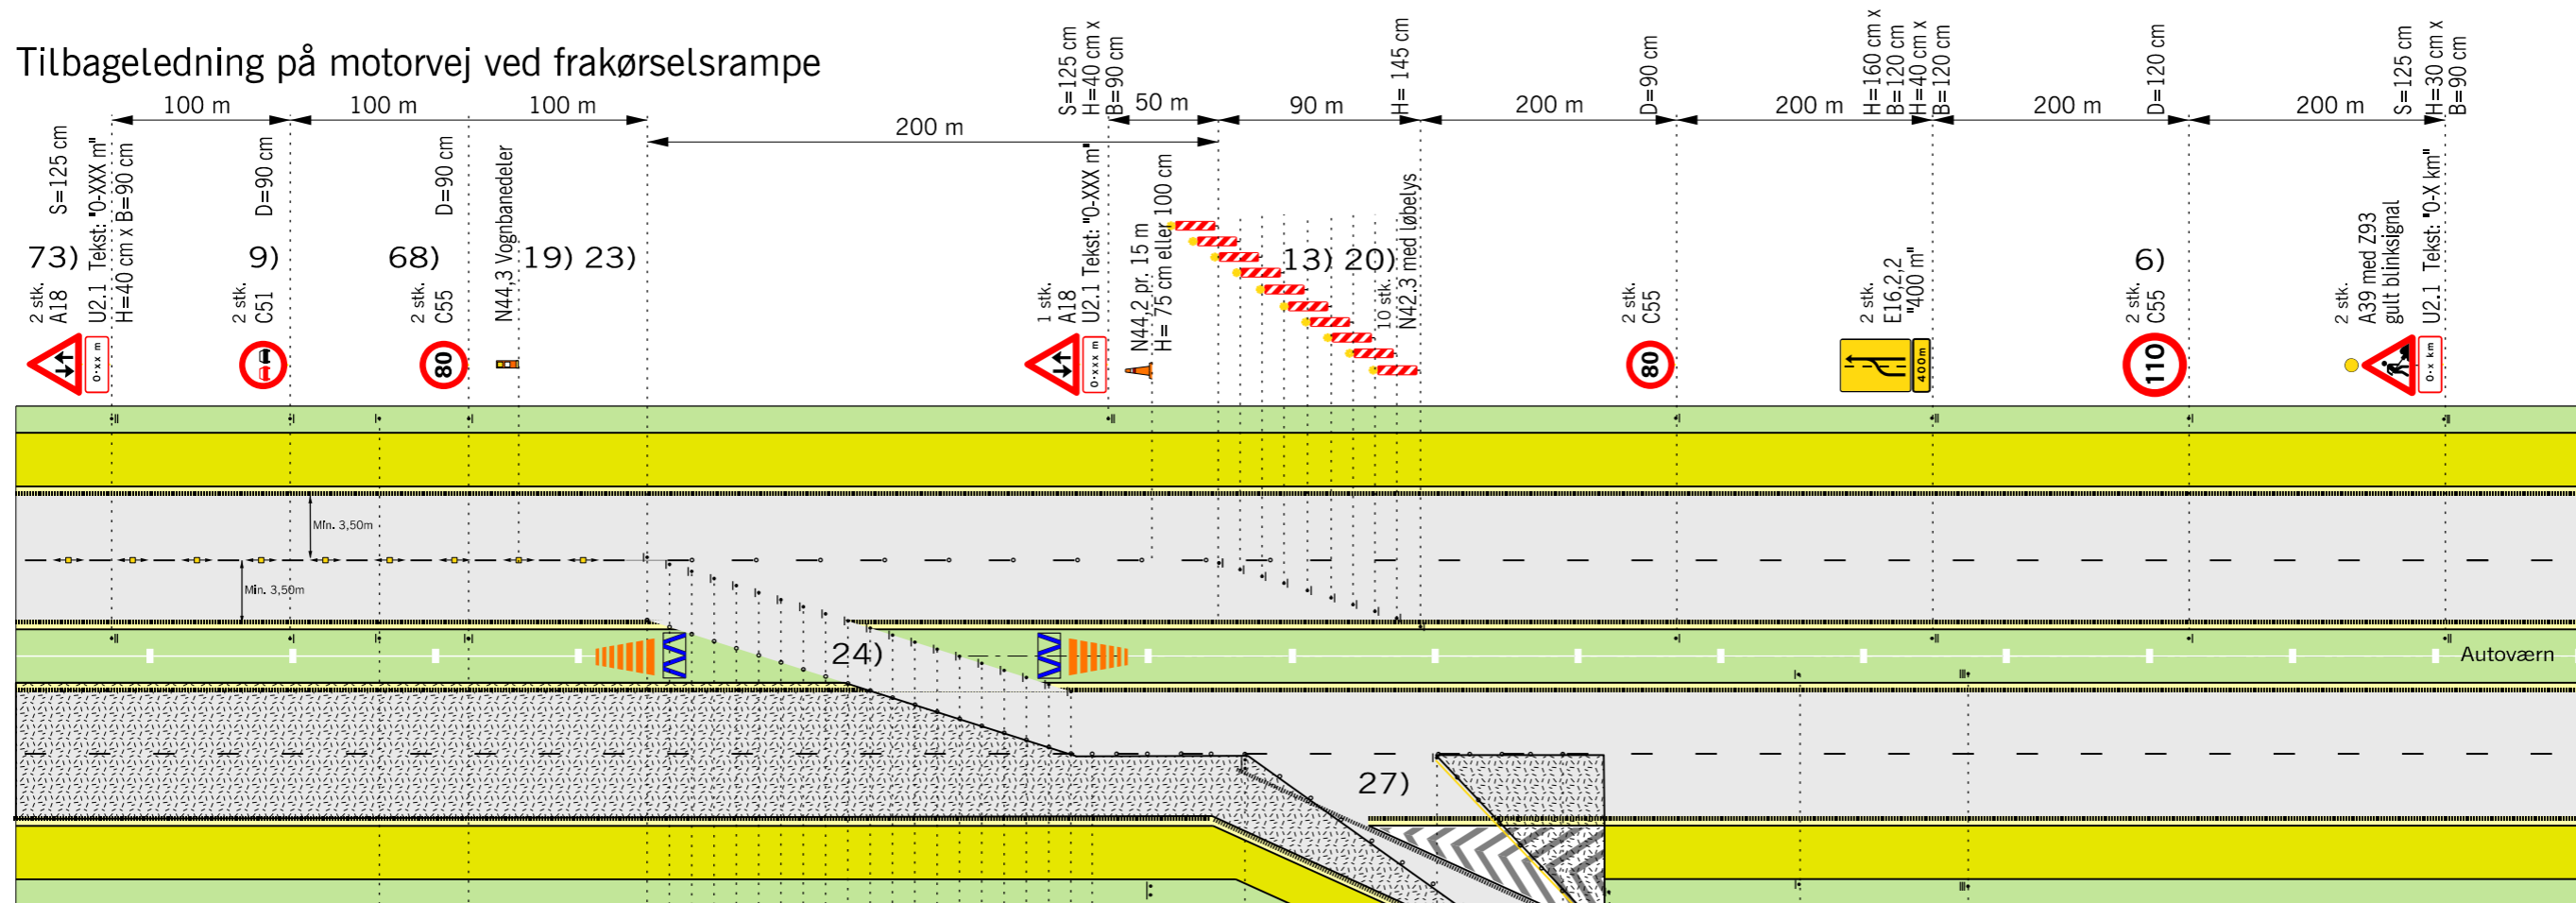 Tilbageledning på motorvej ved frakørselsrampe
100 m
100 m
100 m
200 m
50 m
90 m
200 m
200 m
200 m
200 m
73)
2 stk.
A18
S=125 cm
U2.1 Tekst: "0-XXX m"
H=40 cm x B=90 cm
0-xx m
9)
2 stk.
C51
D=90 cm
68)
2 stk.
C55
D=90 cm
80
N44,3 Vognbanedeler
19) 23)
1 stk.
A18
U2.1 Tekst: "0-XXX m"
S=125 cm
H=40 cm x
B=90 cm
0-xxx m
N44,2 pr. 15 m
H= 75 cm eller 100 cm
13) 20)
10 stk.
N42.3 med løbelys
H= 145 cm
2 stk.
C55
D=90 cm
80
2 stk.
E16,2,2
"400 m"
H=160 cm x
B=120 cm
H=40 cm x
B=120 cm
400m
6)
2 stk.
C55
D=120 cm
110
2 stk.
A39 med Z93
gult blinksignal
U2.1 Tekst: "0-X km"
S=125 cm
H=30 cm x
B=90 cm
0-x km
Min. 3,50m
Min. 3,50m
24)
Autoværn
27)